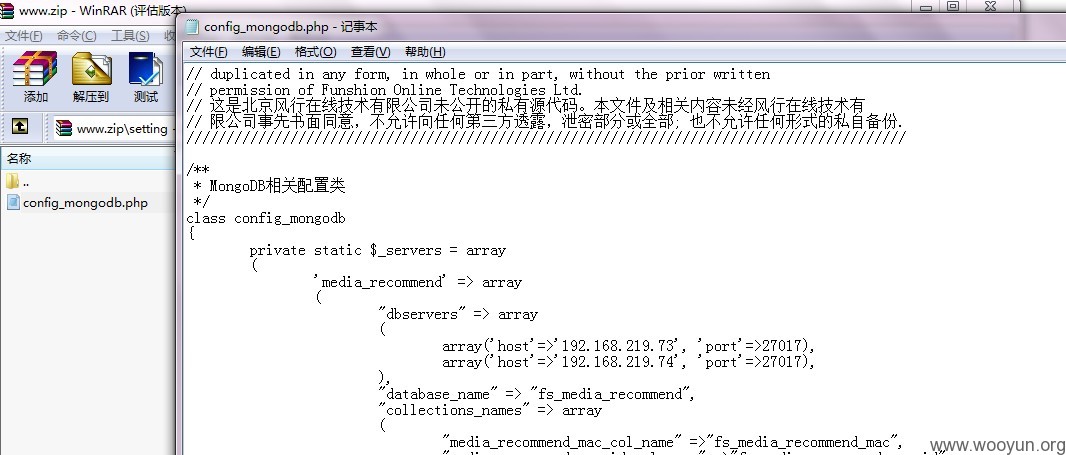 www.zip - WinRAR (评估版本)
文件(F) 命令(C) 工具(S) 收
添加 解压到 测试
www.zip\setting -
名称
..
config_mongodb.php
config_mongodb.php - 记事本
文件(F) 编辑(E) 格式(O) 查看(V) 帮助(H)
// duplicated in any form, in whole or in part, without the prior written
// permission of Funshion Online Technologies Ltd.
// 这是北京风行在线技术有限公司未公开的私有源代码。本文件及相关内容未经风行在线技术有
// 限公司事先书面同意，不允许向任何第三方透露，泄密部分或全部; 也不允许任何形式的私自备份.
//////////////////////////////////////////////////////////////////////////////////////////
/**
 * MongoDB相关配置类
 */
class config_mongodb
{
private static $_servers = array
(
'media_recommend' => array
(
"dbservers" => array
(
array('host'=>'192.168.219.73', 'port'=>27017),
array('host'=>'192.168.219.74', 'port'=>27017),
),
"database_name" => "fs_media_recommend",
"collections_names" => array
(
"media_recommend_mac_col_name" =>"fs_media_recommend_mac",
www.wooyun.org